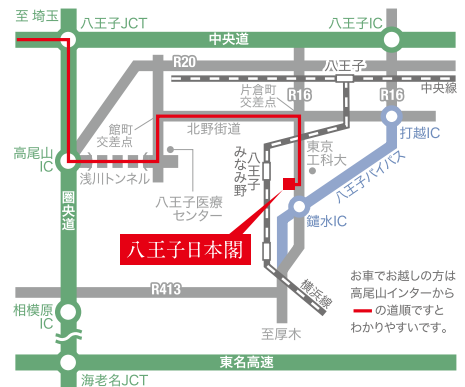 至 埼玉
八王子JCT
八王子IC
中央道
R20
八王子
中央線
片倉町
交差点
R16
R16
館町
交差点
北野街道
打越IC
高尾山
IC
浅川トンネル
八王子
みなみ野
東京
工科大
八王子バイパス
圏央道
八王子医療
センター
鑓水IC
八王子日本閣
お車でお越しの方は
高尾山インターから
の道順ですと
わかりやすいです。
R413
横浜線
相模原
IC
至厚木
東名高速
海老名JCT